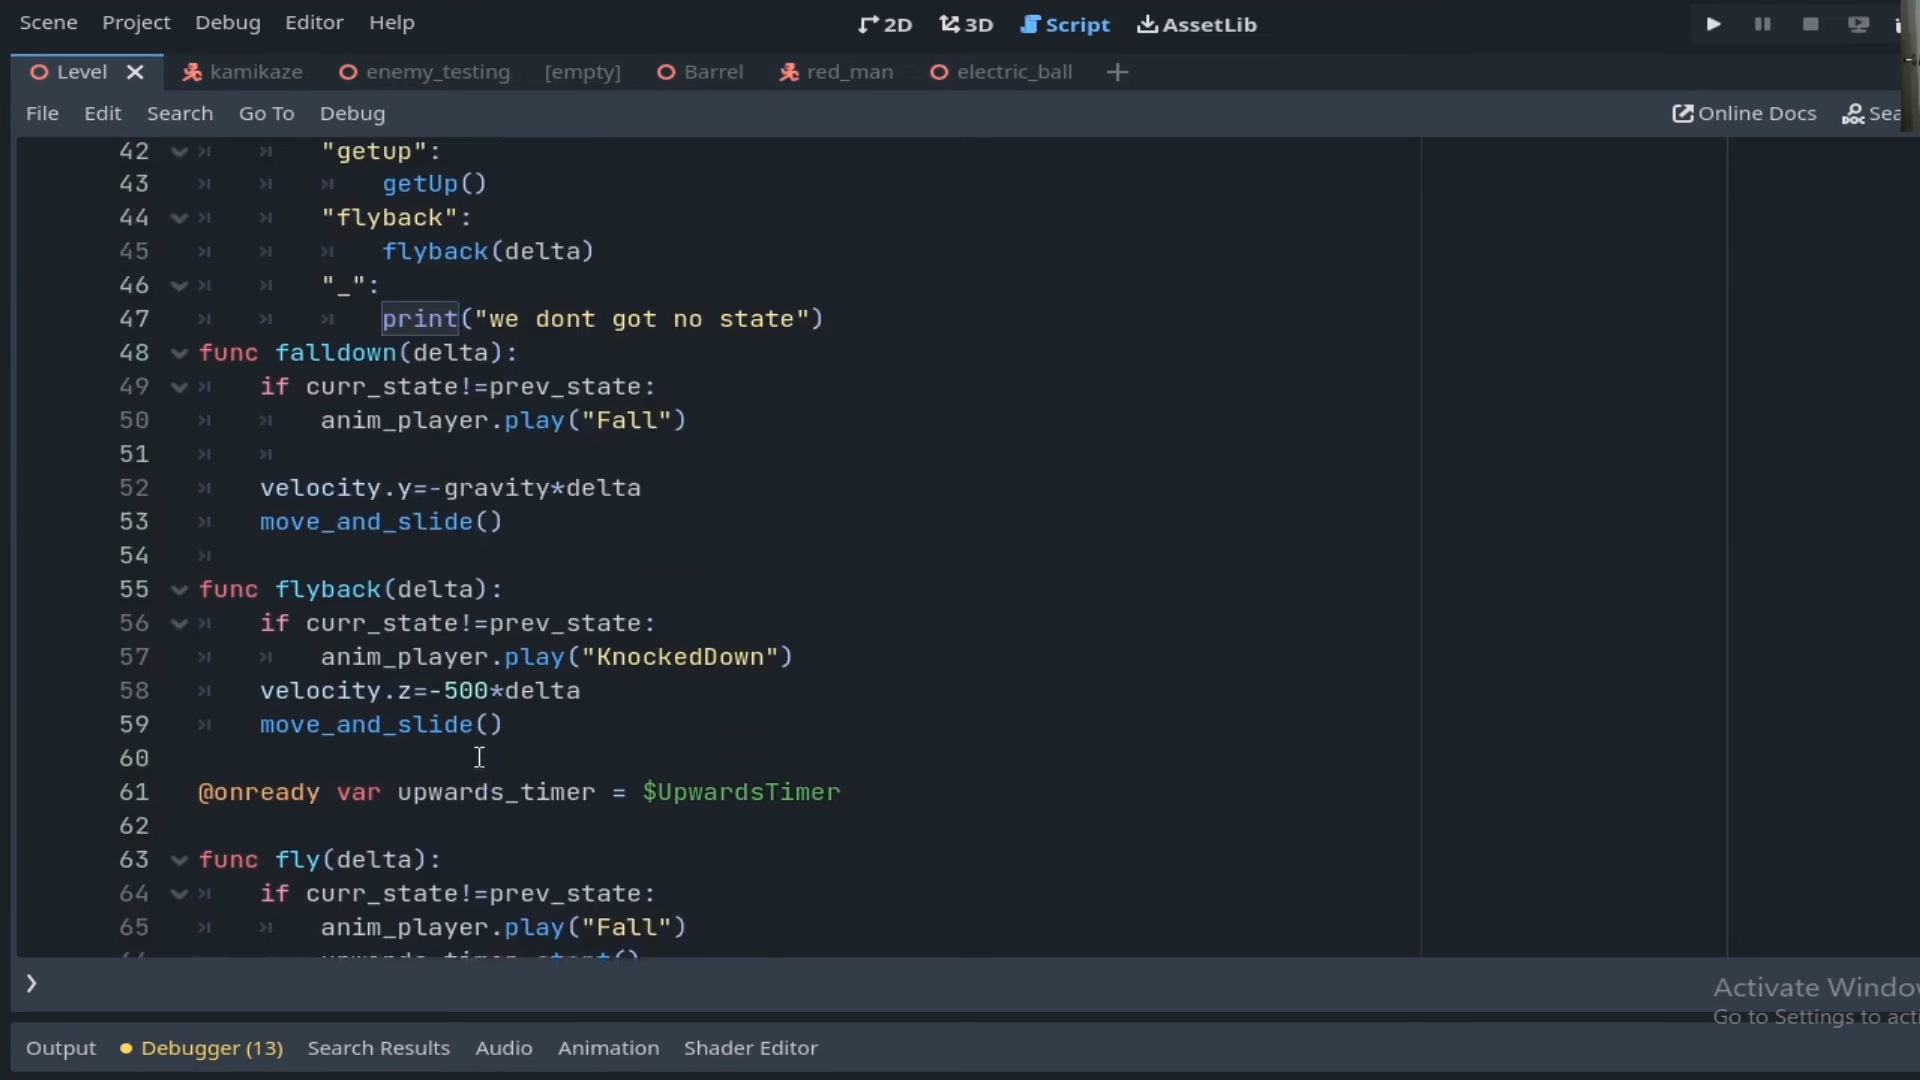 Scene Project Debug Editor Help 2D 3D Script AssetLib
Level kamikaze enemy_testing [empty] Barrel red_man electric_ball
File Edit Search Go To Debug Online Docs
42 "getup":
43 getUp()
44 "flyback":
45 flyback(delta)
46 "_":
47 print("we dont got no state")
48 func falldown(delta):
49 if curr_state!=prev_state:
50 anim_player.play("Fall")
51
52 velocity.y=-gravity*delta
53 move_and_slide()
54
55 func flyback(delta):
56 if curr_state!=prev_state:
57 anim_player.play("KnockedDown")
58 velocity.z=-500*delta
59 move_and_slide()
60
61 @onready var upwards_timer = $UpwardsTimer
62
63 func fly(delta):
64 if curr_state!=prev_state:
65 anim_player.play("Fall")
Activate Window
Go to Settings to acti
Output Debugger (13) Search Results Audio Animation Shader Editor